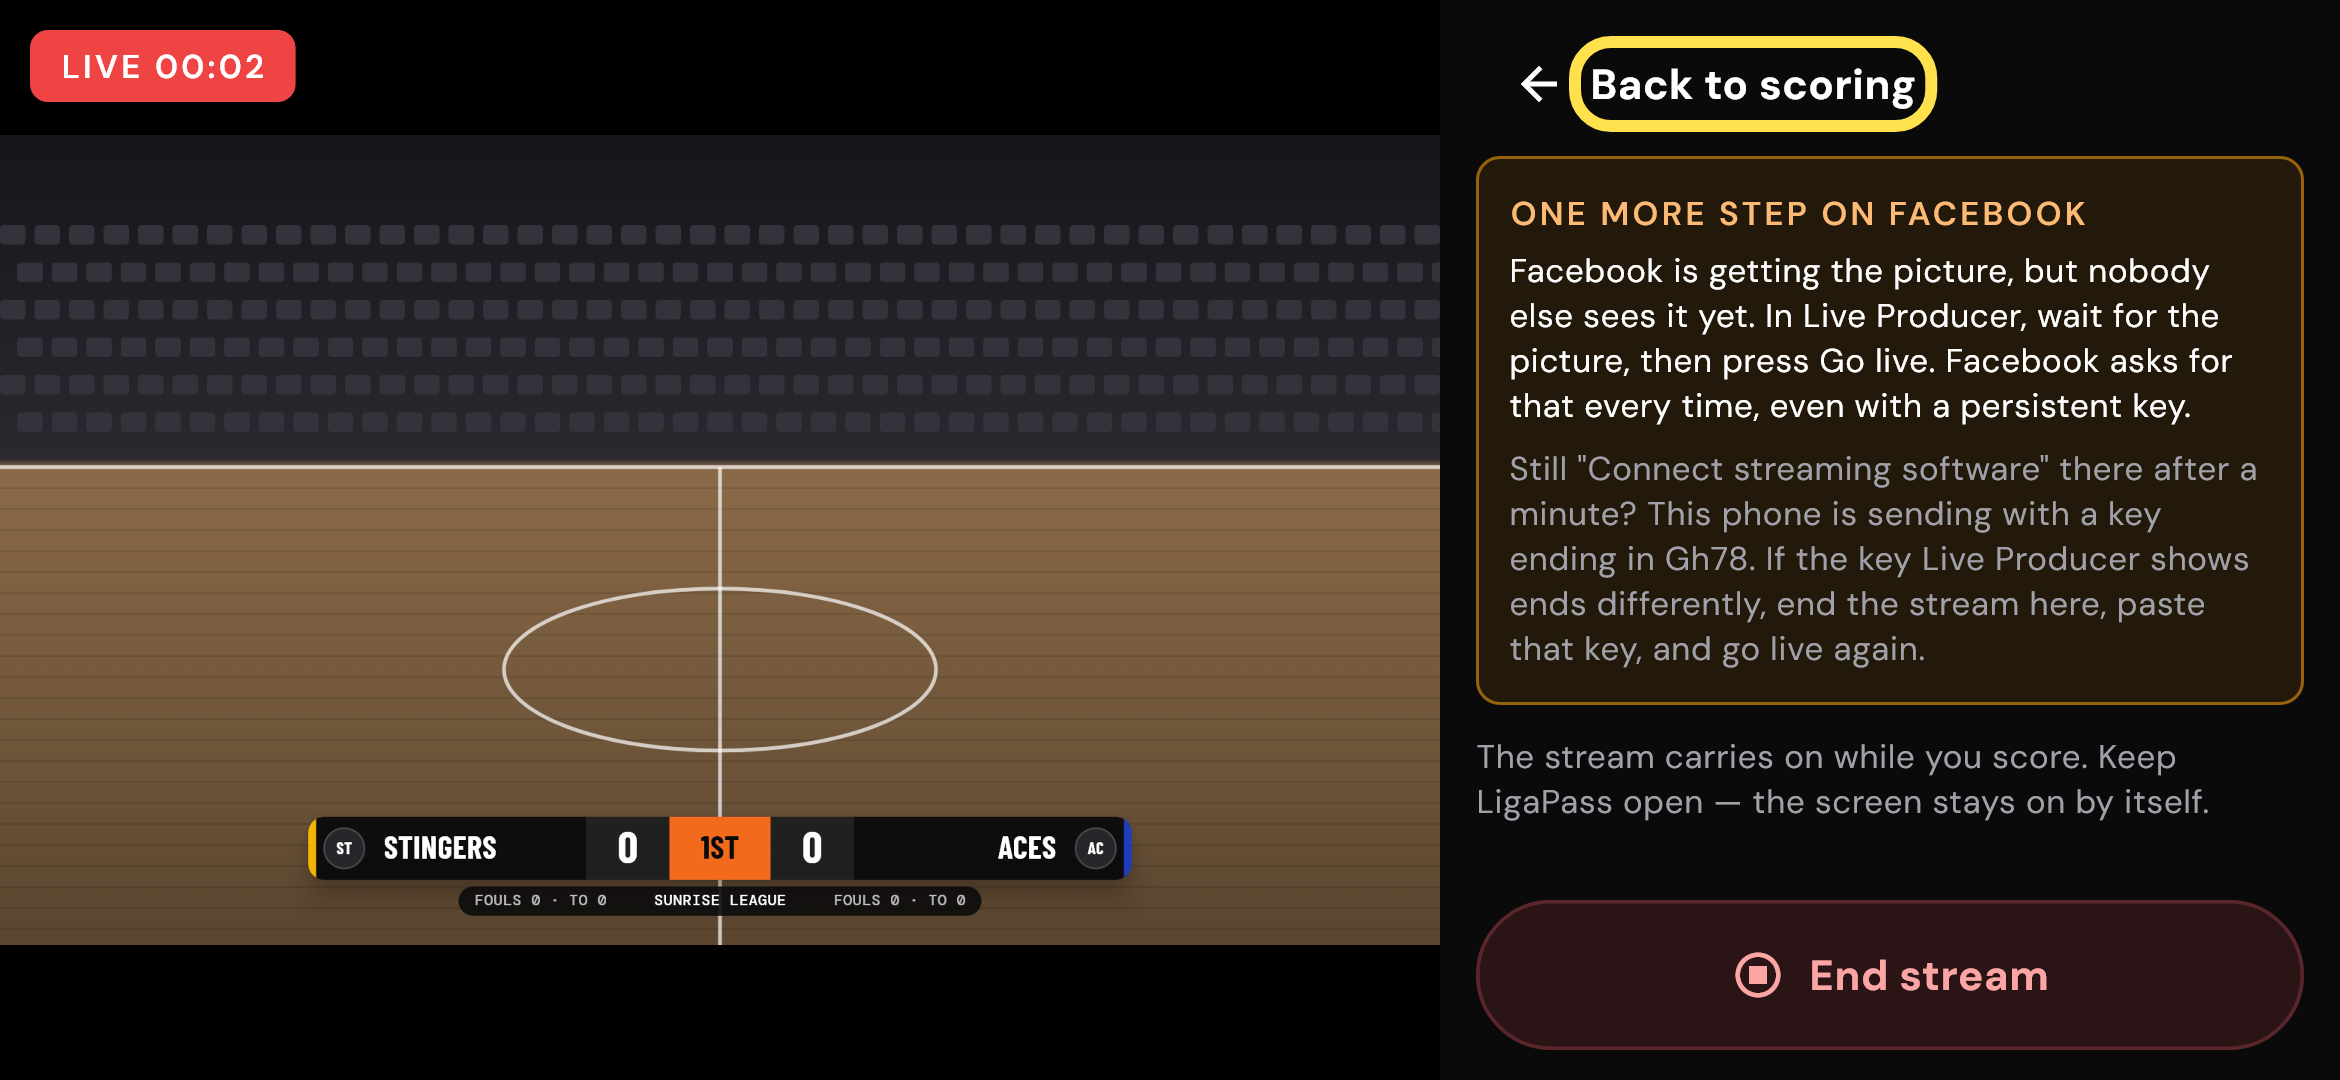 LIVE 00:02
Back to scoring
ONE MORE STEP ON FACEBOOK
Facebook is getting the picture, but nobody
else sees it yet. In Live Producer, wait for the
picture, then press Go live. Facebook asks for
that every time, even with a persistent key.
Still "Connect streaming software" there after a
minute? This phone is sending with a key
ending in Gh78. If the key Live Producer shows
ends differently, end the stream here, paste
that key, and go live again.
The stream carries on while you score. Keep
LigaPass open — the screen stays on by itself.
End stream
ST STINGERS 0 1ST 0 ACES AC
FOULS 0 · TO 0 SUNRISE LEAGUE FOULS 0 · TO 0